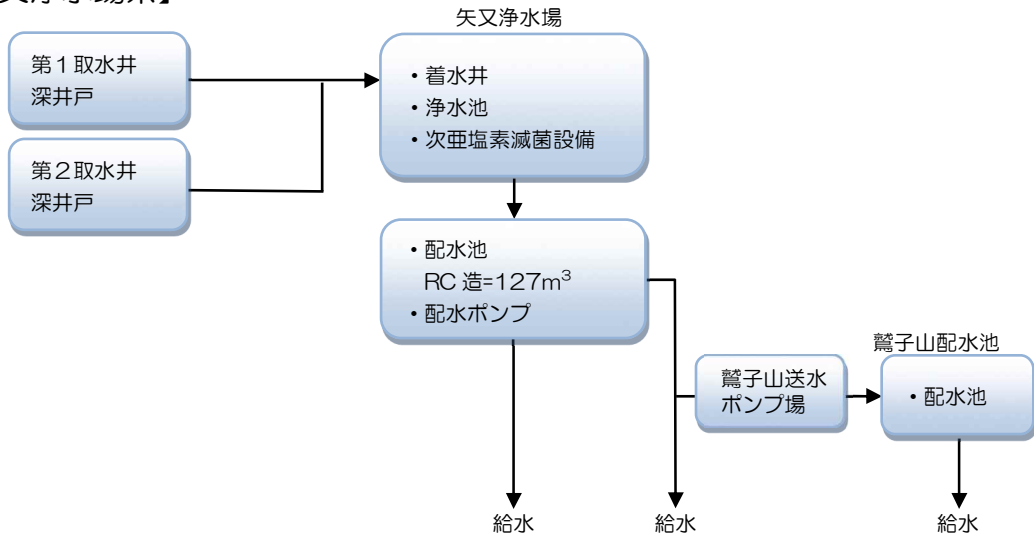 矢又浄水場
第1取水井
深井戸
・着水井
・浄水池
・次亜塩素滅菌設備
第2取水井
深井戸
・配水池
RC 造=127m³
・配水ポンプ
鷲子山配水池
鷲子山送水
ポンプ場
・配水池
給水
給水
給水